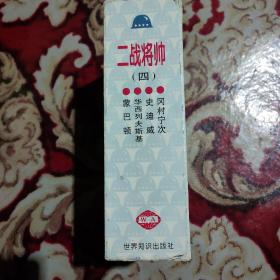 二战将帅
（四）
冈村宁次
史迪威
华西列夫斯基
蒙巴顿
W.A
世界知识出版社